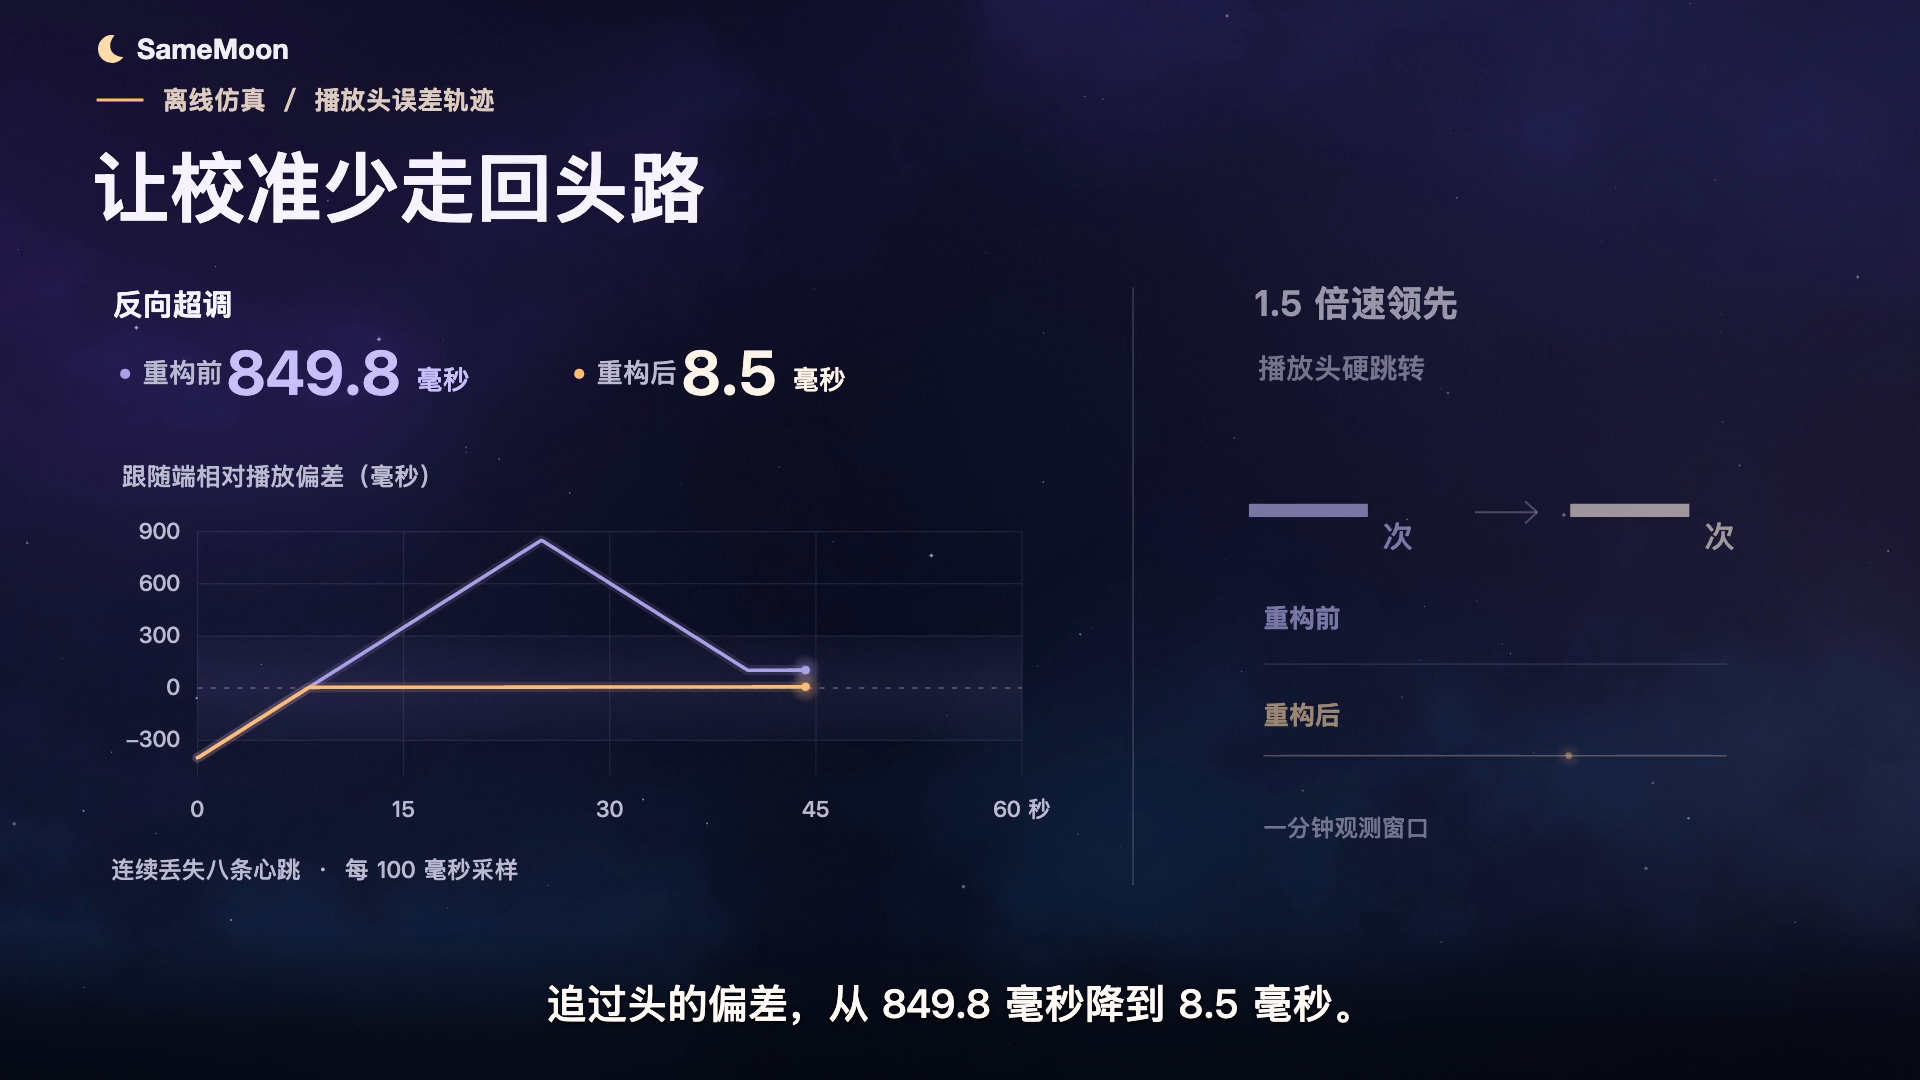 SameMoon
离线仿真 / 播放头误差轨迹
让校准少走回头路
反向超调
重构前 849.8 毫秒
重构后 8.5 毫秒
跟随端相对播放偏差（毫秒）
900
600
300
0
−300
0 15 30 45 60 秒
连续丢失八条心跳 · 每 100 毫秒采样
1.5 倍速领先
播放头硬跳转
次 次
重构前
重构后
一分钟观测窗口
追过头的偏差，从 849.8 毫秒降到 8.5 毫秒。